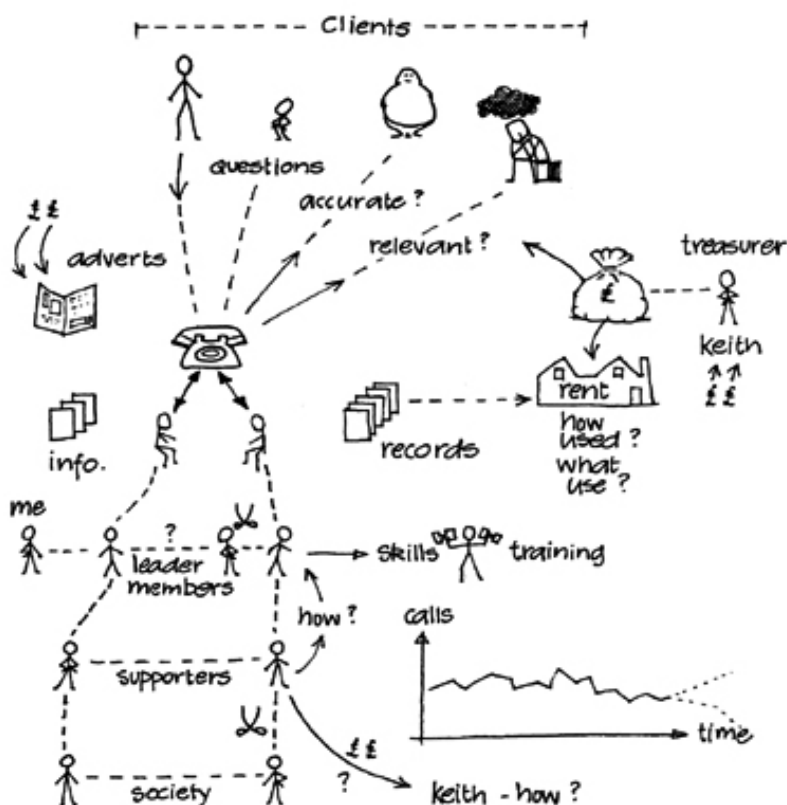 Clients
questions
accurate ?
relevant ?
£ £
adverts
treasurer
£
keith
££
rent
how
used ?
what
use ?
info.
records
me
?
leader
members
skills
training
how ?
calls
supporters
time
££
?
society
keith - how ?